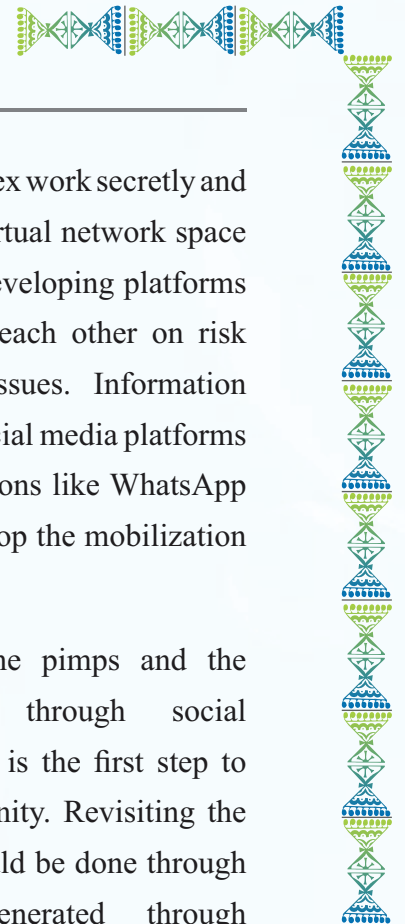 ex work secretly and
rtual network space
eveloping platforms
each other on risk
ssues. Information
cial media platforms
ons like WhatsApp
op the mobilization
ne pimps and the
through social
is the first step to
nity. Revisiting the
ld be done through
enerated through